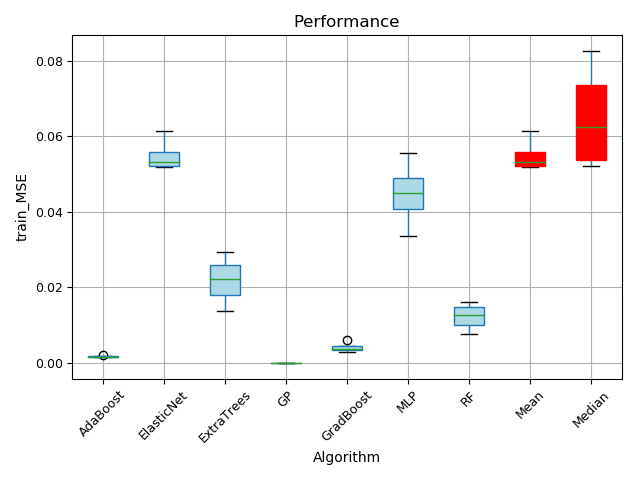 Performance
train_MSE
0.08
0.06
0.04
0.02
0.00
AdaBoost
ElasticNet
ExtraTrees
GP
GradBoost
MLP
RF
Mean
Median
Algorithm